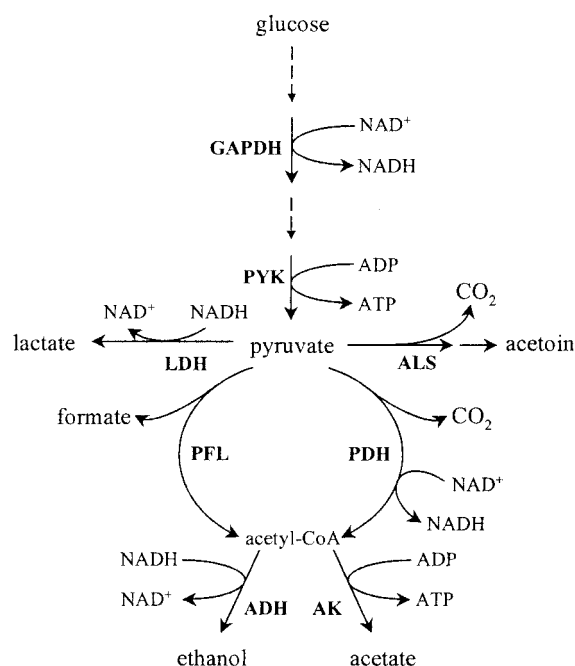 glucose
NAD⁺
GAPDH
NADH
ADP
PYK
ATP
CO₂
NAD⁺ NADH
lactate pyruvate acetoin
LDH ALS
formate CO₂
PFL PDH
NAD⁺
NADH
acetyl-CoA
NADH ADP
NAD⁺ ADH AK ATP
ethanol acetate